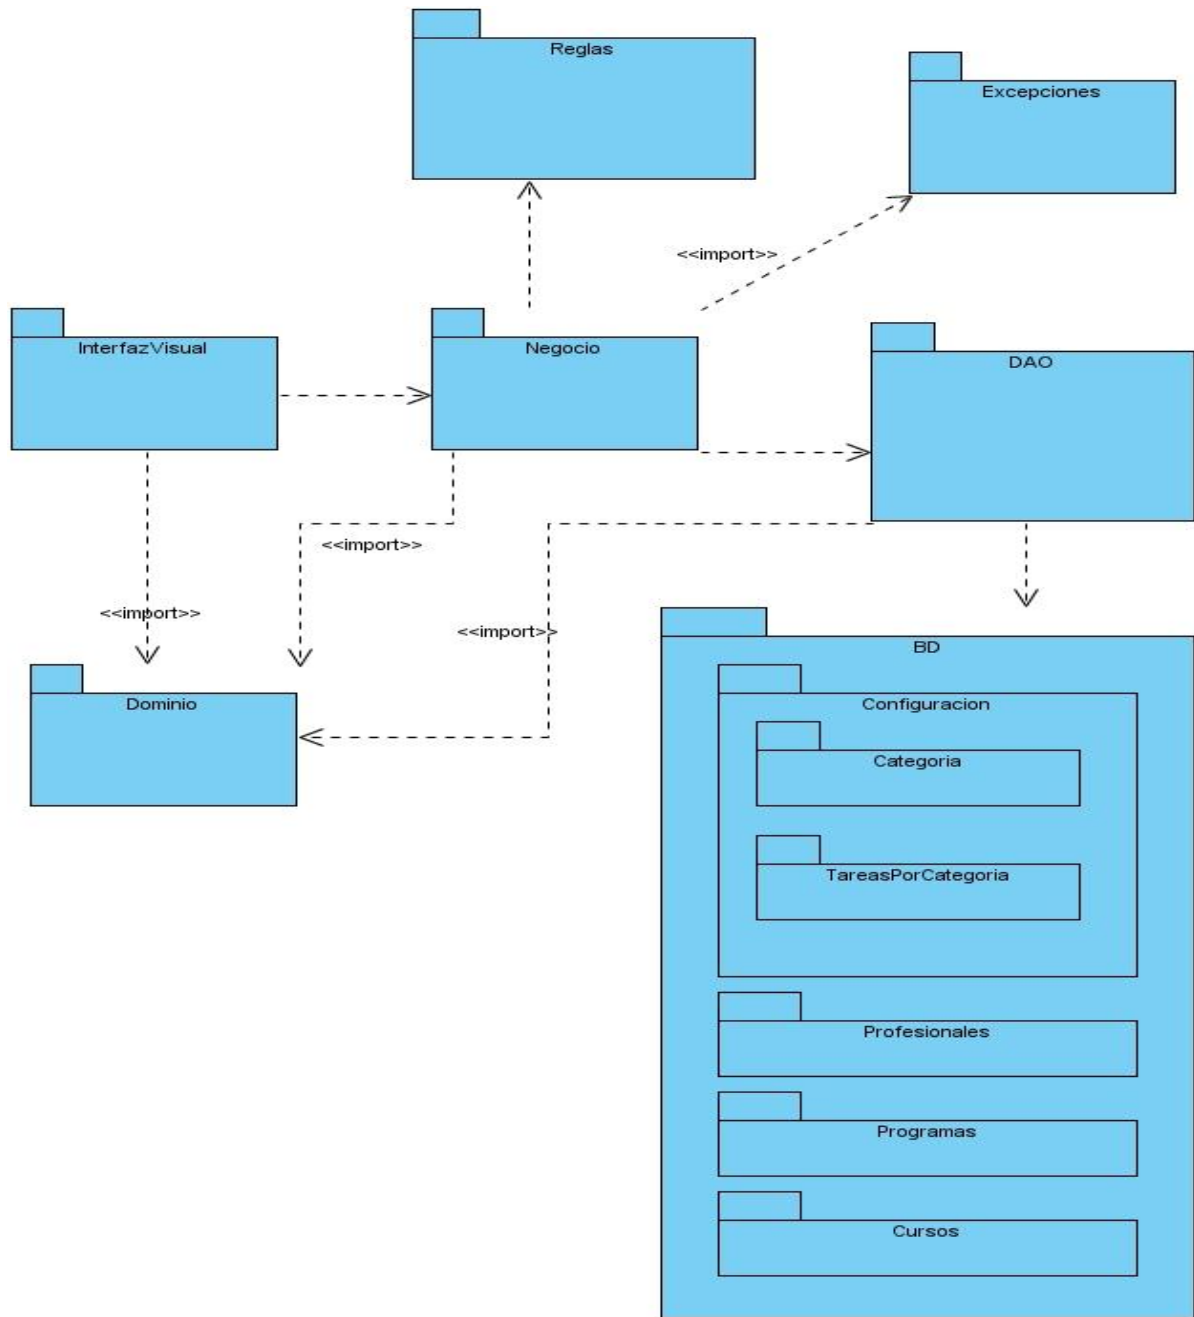 Reglas
Excepciones
<<import>>
InterfazVisual
Negocio
DAO
<<import>>
<<import>>
<<import>>
BD
Dominio
Configuracion
Categoria
TareasPorCategoria
Profesionales
Programas
Cursos